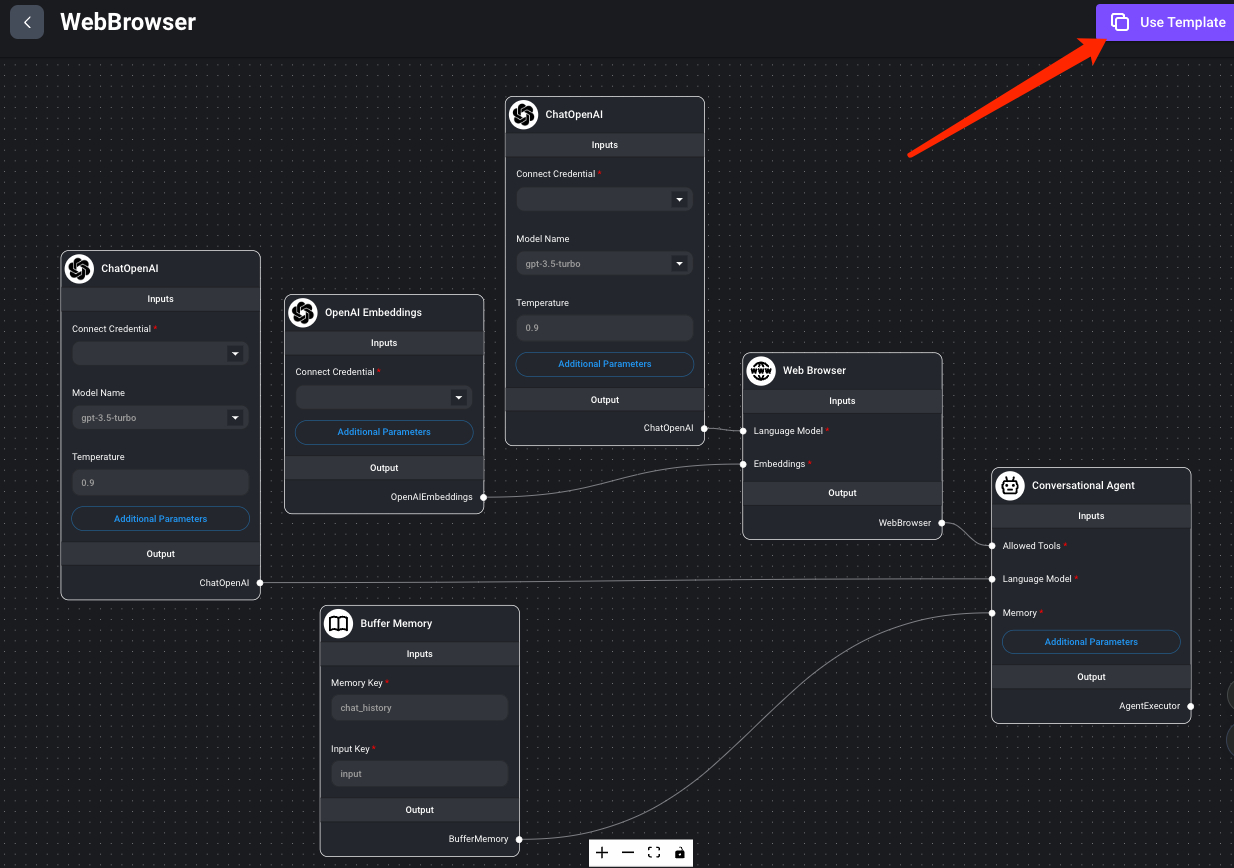 WebBrowser
Use Template
ChatOpenAI
Inputs
Connect Credential *
Model Name
gpt-3.5-turbo
Temperature
0.9
Additional Parameters
Output
ChatOpenAI
ChatOpenAI
Inputs
Connect Credential *
Model Name
gpt-3.5-turbo
Temperature
0.9
Additional Parameters
Output
ChatOpenAI
OpenAI Embeddings
Inputs
Connect Credential *
Additional Parameters
Output
OpenAIEmbeddings
Web Browser
Inputs
Language Model *
Embeddings *
Output
WebBrowser
Conversational Agent
Inputs
Allowed Tools *
Language Model *
Memory *
Additional Parameters
Output
AgentExecutor
Buffer Memory
Inputs
Memory Key *
chat_history
Input Key *
input
Output
BufferMemory